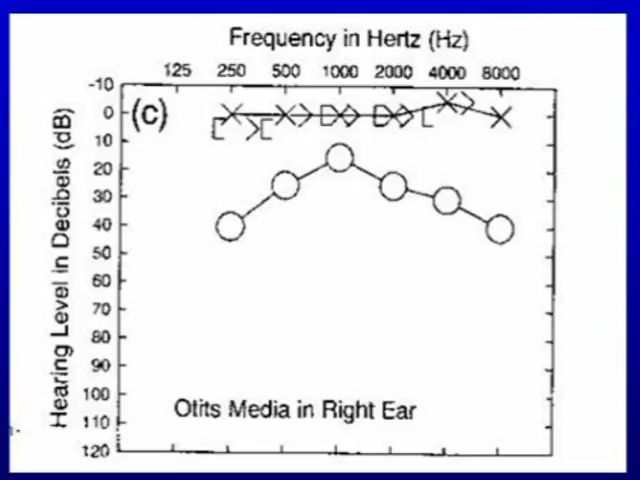 Frequency in Hertz (Hz)
125 250 500 1000 2000 4000 8000
Hearing Level in Decibels (dB)
-10
0
10
20
30
40
50
60
70
80
90
100
110
120
(c)
Otits Media in Right Ear